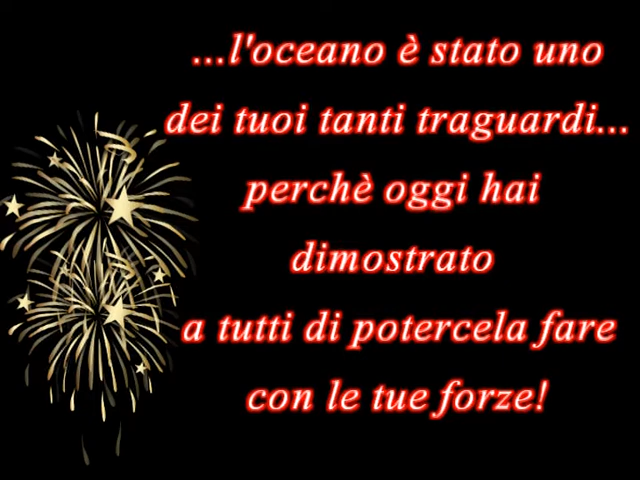 ...l'oceano è stato uno
dei tuoi tanti traguardi...
perchè oggi hai
dimostrato
a tutti di potercela fare
con le tue forze!